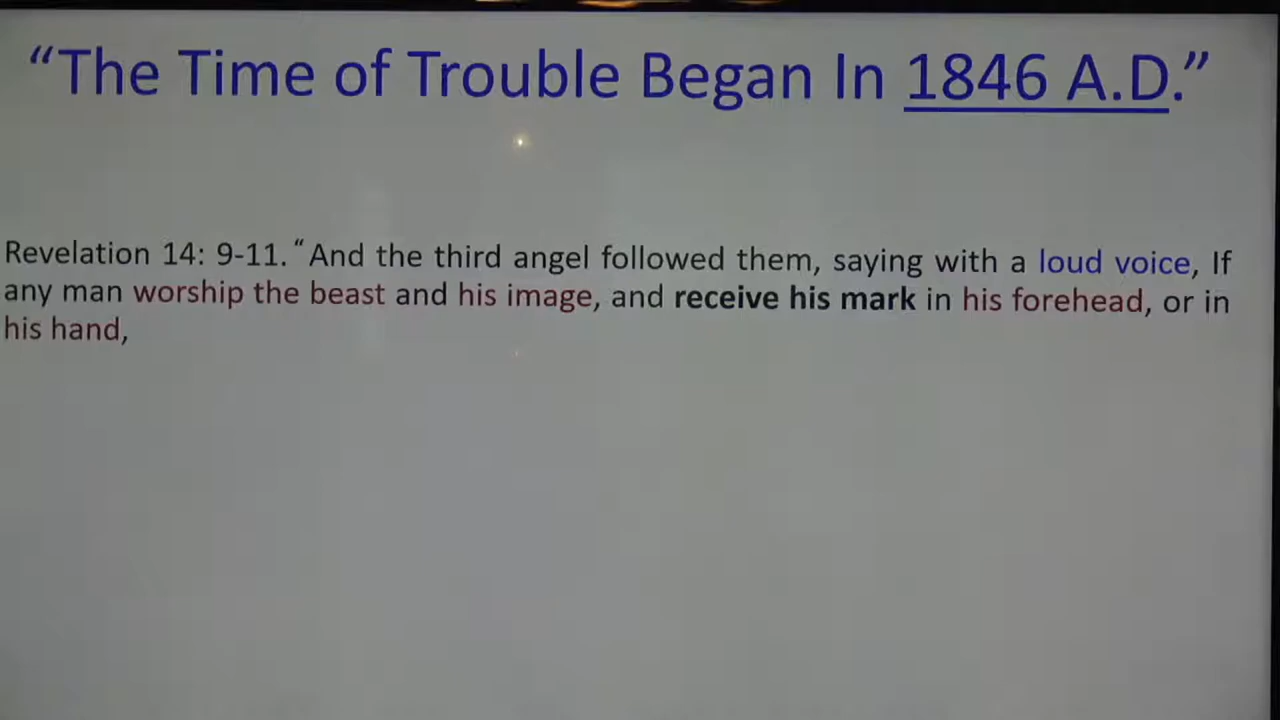 “The Time of Trouble Began In 1846 A.D.”
Revelation 14: 9-11. “And the third angel followed them, saying with a loud voice, If
any man worship the beast and his image, and receive his mark in his forehead, or in
his hand,